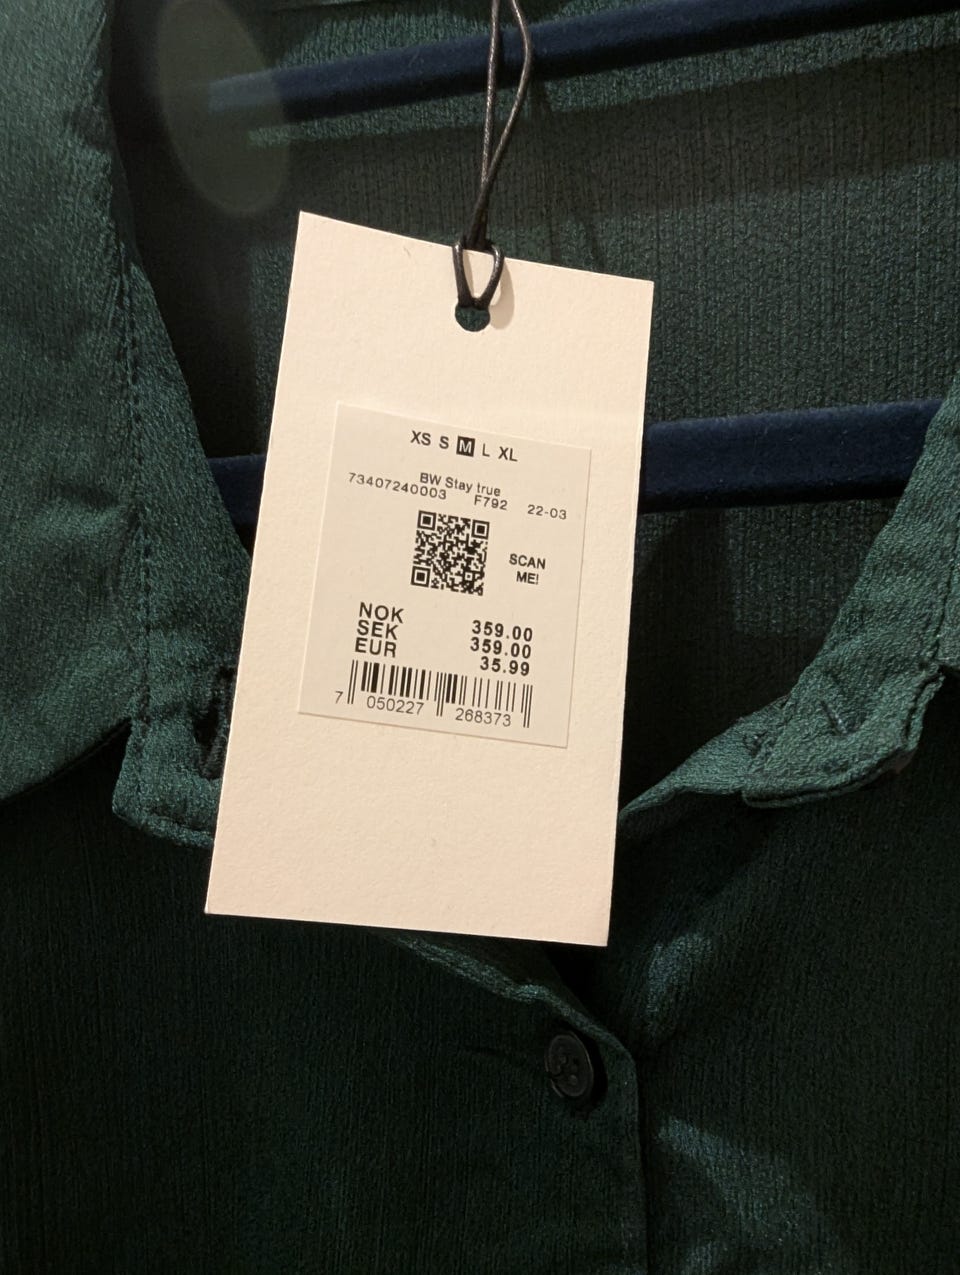 XS S M L XL
BW Stay true
73407240003 F792 22-03
SCAN
ME!
NOK 359.00
SEK 359.00
EUR 35.99
7 050227 268373